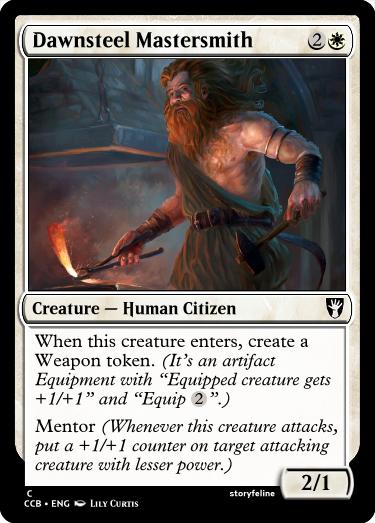 Dawnsteel Mastersmith 2
Creature — Human Citizen
When this creature enters, create a
Weapon token. (It's an artifact
Equipment with “Equipped creature gets
+1/+1” and “Equip 2”.)
Mentor (Whenever this creature attacks,
put a +1/+1 counter on target attacking
creature with lesser power.)
2/1
C
CCB • ENG Lily Curtis
storyfeline